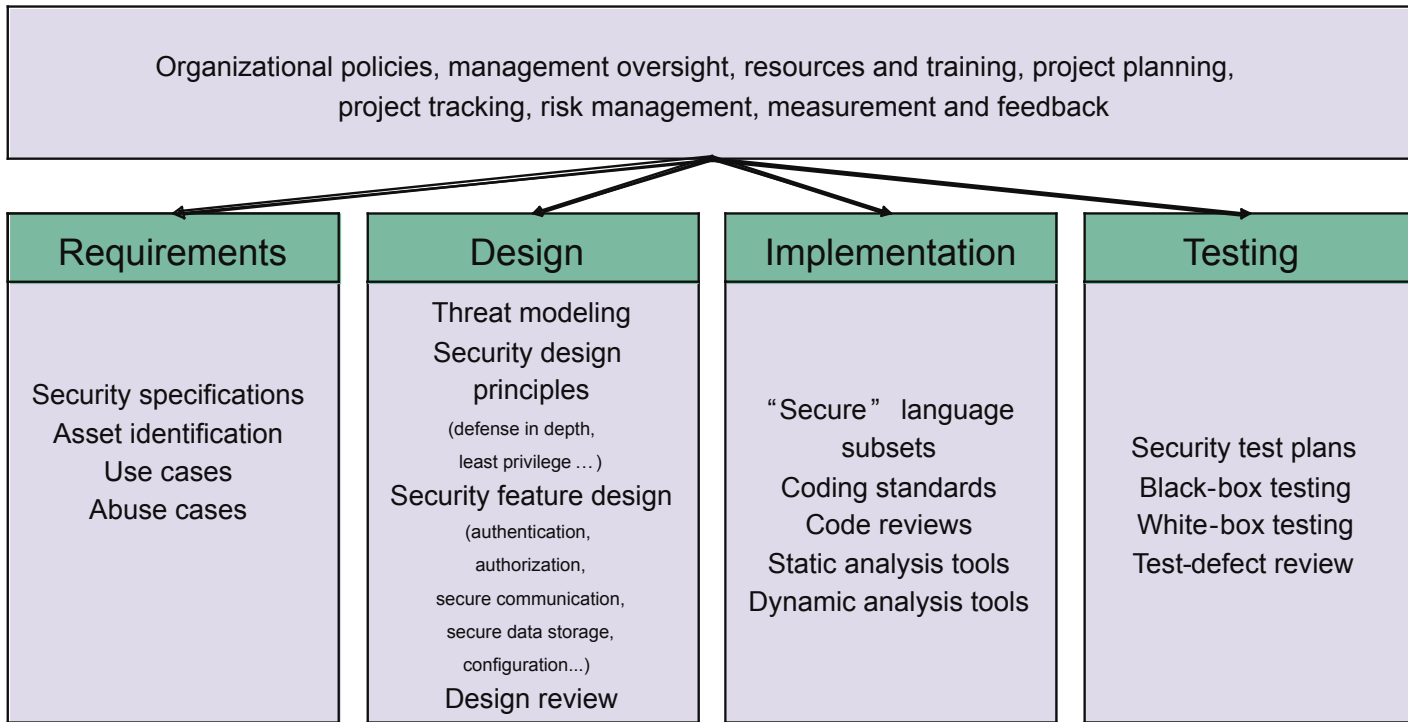 Organizational policies, management oversight, resources and training, project planning,
project tracking, risk management, measurement and feedback
Requirements
Security specifications
Asset identification
Use cases
Abuse cases
Design
Threat modeling
Security design
principles
(defense in depth,
least privilege ...)
Security feature design
(authentication,
authorization,
secure communication,
secure data storage,
configuration...)
Design review
Implementation
“Secure” language
subsets
Coding standards
Code reviews
Static analysis tools
Dynamic analysis tools
Testing
Security test plans
Black-box testing
White-box testing
Test-defect review